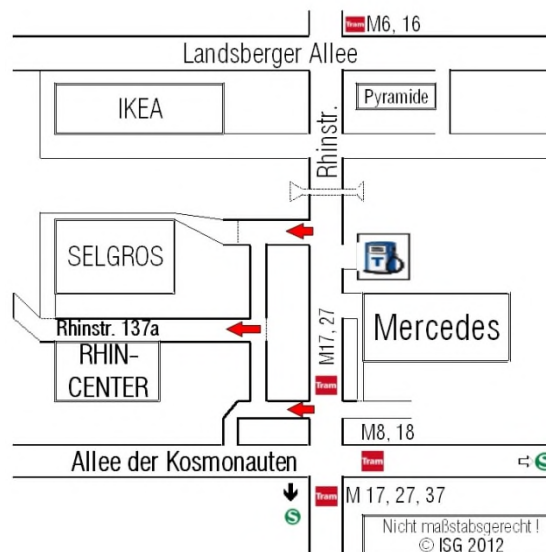 Tram M6, 16
Landsberger Allee
IKEA
Pyramide
Rhinstr.
SELGROS
T
Rhinstr. 137a
M17, 27
Mercedes
RHIN-
CENTER
Tram
M8, 18
Allee der Kosmonauten
Tram
S
Tram M 17, 27, 37
S
Nicht maßstabsgerecht !
© ISG 2012